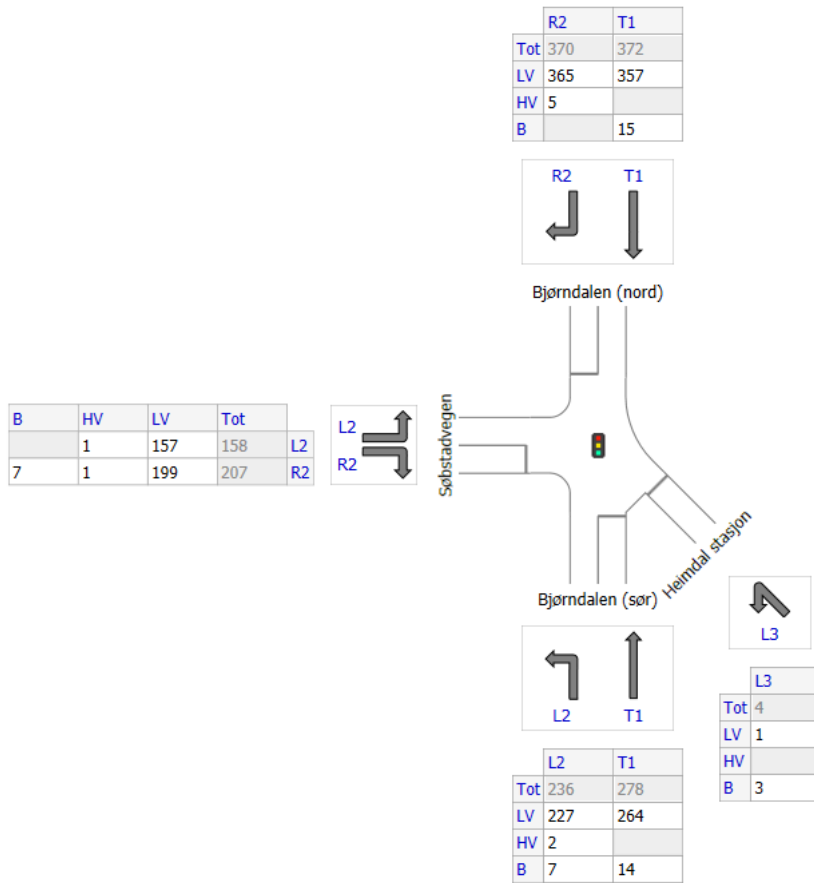 R2 T1
Tot 370 372
LV 365 357
HV 5
B 15
R2 T1
Bjørndalen (nord)
B HV LV Tot
1 157 158 L2
7 1 199 207 R2
L2
R2
Søbstadvegen
Heimdal stasjon
Bjørndalen (sør)
L2 T1
L3
L3
Tot 4
LV 1
HV
B 3
L2 T1
Tot 236 278
LV 227 264
HV 2
B 7 14